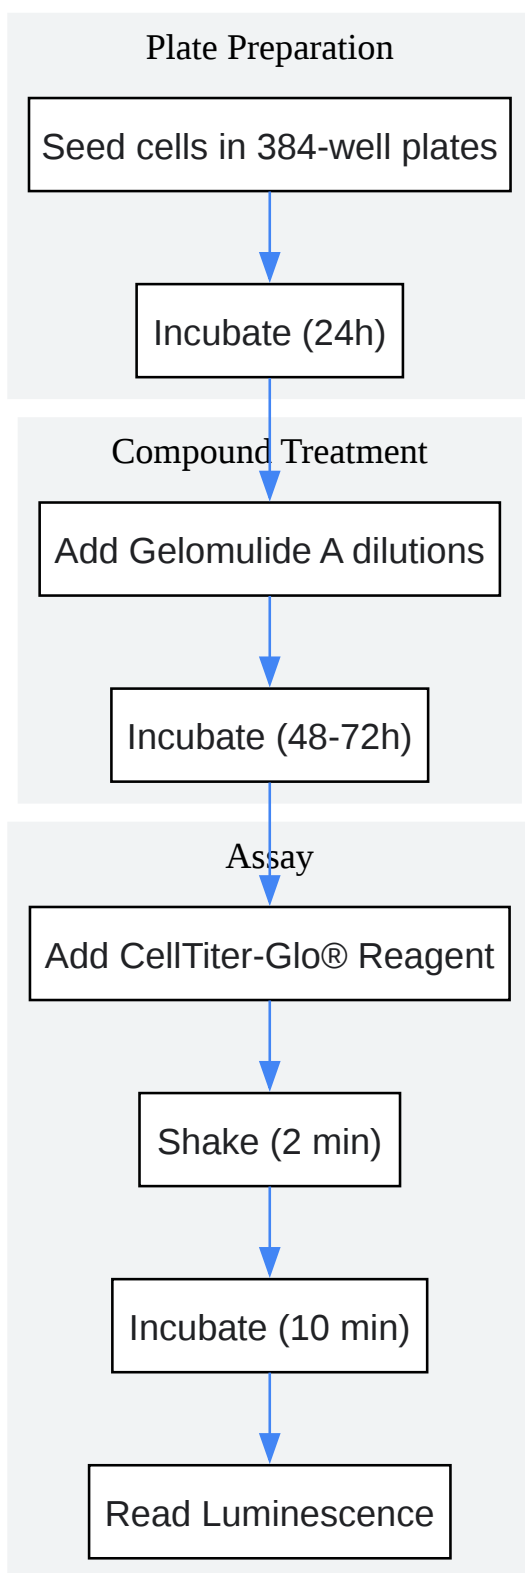 Plate Preparation
Seed cells in 384-well plates
Incubate (24h)
Compound Treatment
Add Gelomulide A dilutions
Incubate (48-72h)
Assay
Add CellTiter-Glo® Reagent
Shake (2 min)
Incubate (10 min)
Read Luminescence